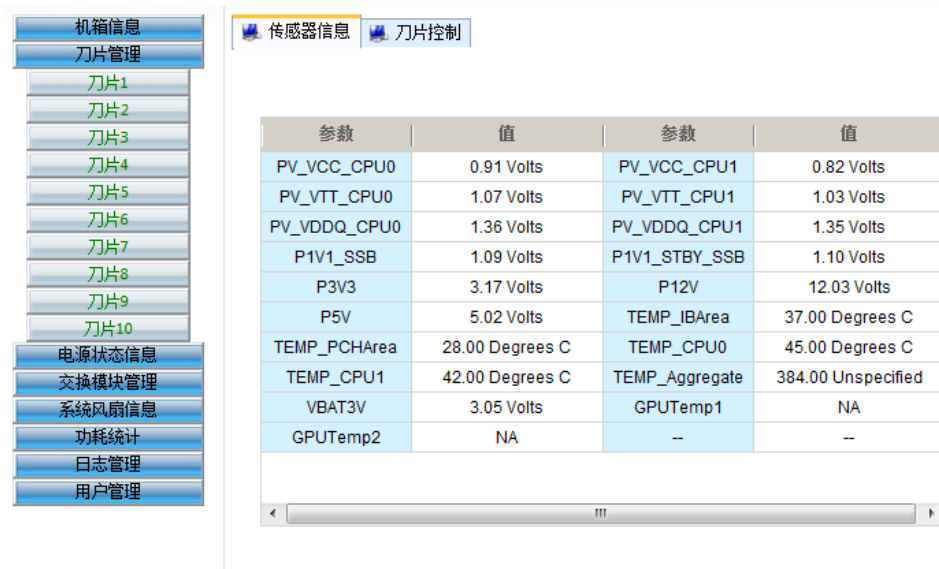 机箱信息
刀片管理
刀片1
刀片2
刀片3
刀片4
刀片5
刀片6
刀片7
刀片8
刀片9
刀片10
电源状态信息
交换模块管理
系统风扇信息
功耗统计
日志管理
用户管理
传感器信息 刀片控制
参数 值 参数 值
PV_VCC_CPU0 0.91 Volts PV_VCC_CPU1 0.82 Volts
PV_VTT_CPU0 1.07 Volts PV_VTT_CPU1 1.03 Volts
PV_VDDQ_CPU0 1.36 Volts PV_VDDQ_CPU1 1.35 Volts
P1V1_SSB 1.09 Volts P1V1_STBY_SSB 1.10 Volts
P3V3 3.17 Volts P12V 12.03 Volts
P5V 5.02 Volts TEMP_IBArea 37.00 Degrees C
TEMP_PCHArea 28.00 Degrees C TEMP_CPU0 45.00 Degrees C
TEMP_CPU1 42.00 Degrees C TEMP_Aggregate 384.00 Unspecified
VBAT3V 3.05 Volts GPUTemp1 NA
GPUTemp2 NA -- --